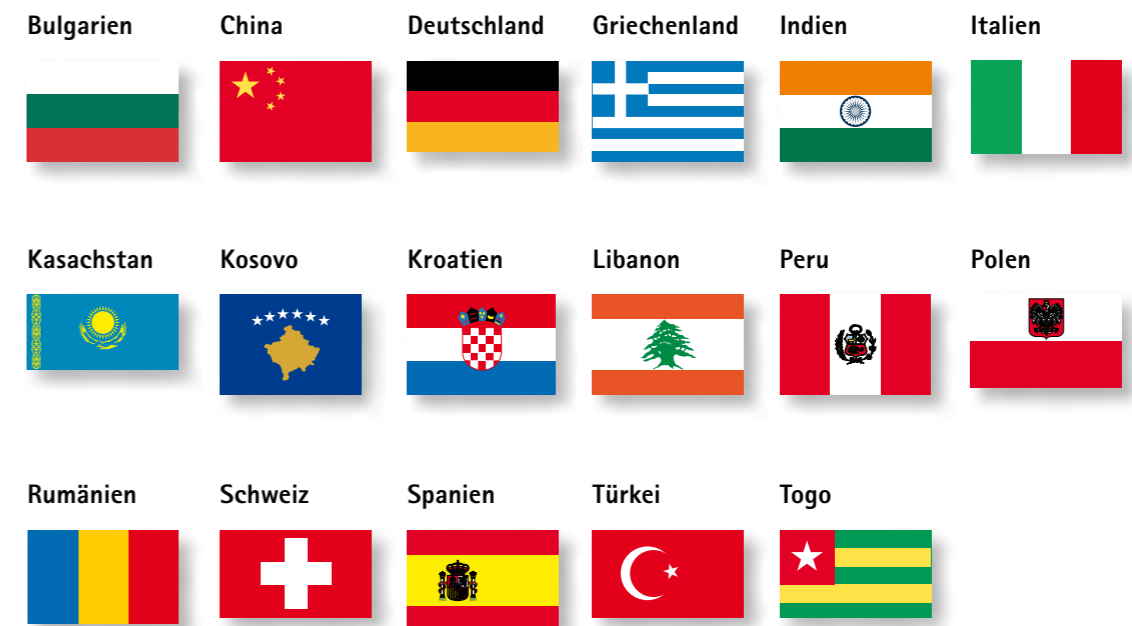 Bulgarien China Deutschland Griechenland Indien Italien
Kasachstan Kosovo Kroatien Libanon Peru Polen
Rumänien Schweiz Spanien Türkei Togo